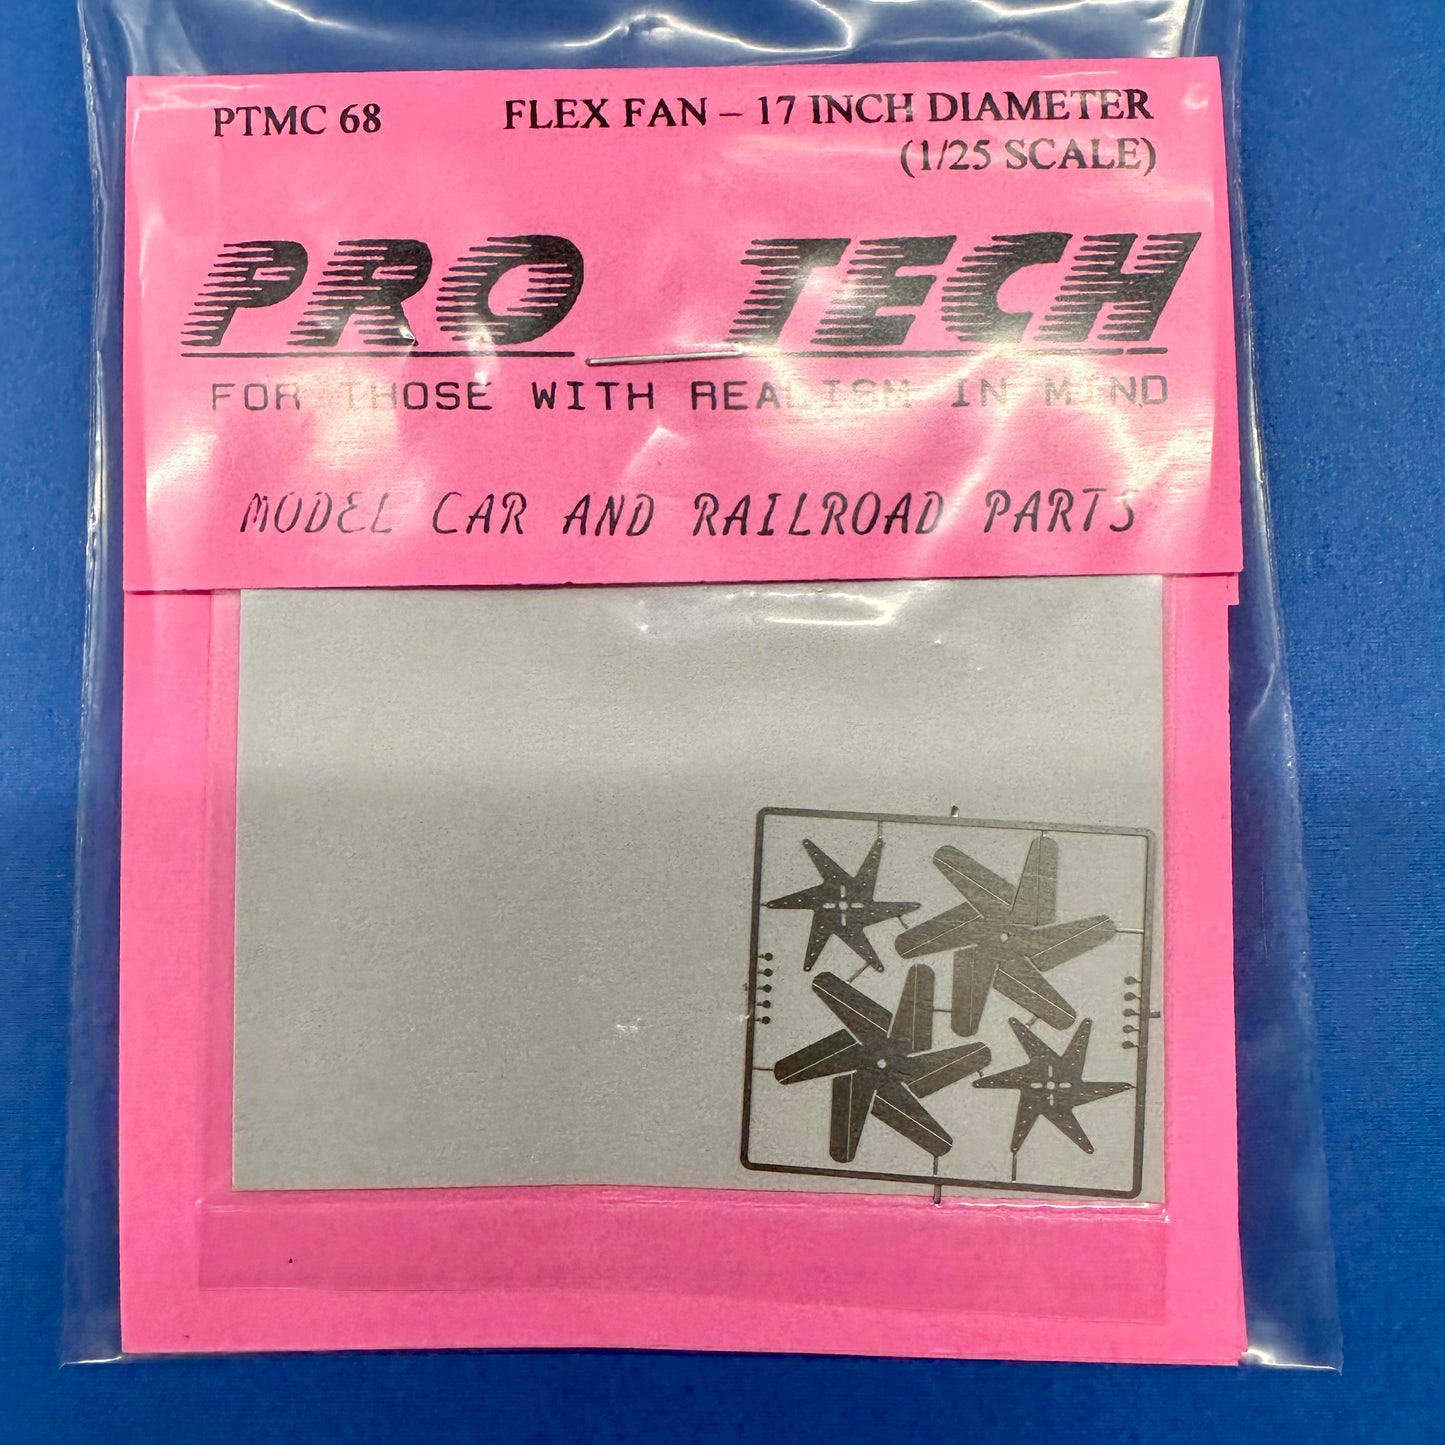 PTMC 68 FLEX FAN – 17 INCH DIAMETER
(1/25 SCALE)
PRO TECH
FOR THOSE WITH REALISM IN MIND
MODEL CAR AND RAILROAD PARTS